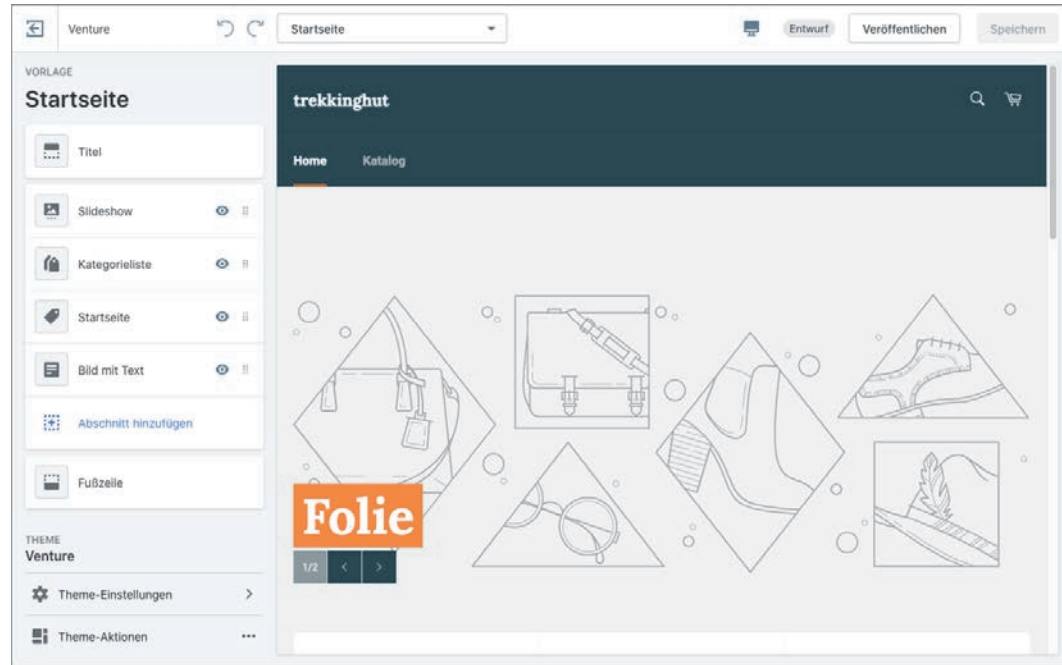 Venture
Startseite
Entwurf
Veröffentlichen
Speichern
VORLAGE
Startseite
Titel
Slideshow
Kategorieliste
Startseite
Bild mit Text
Abschnitt hinzufügen
Fußzeile
THEME
Venture
Theme-Einstellungen
Theme-Aktionen
trekkinghut
Home Katalog
Folie
1/2